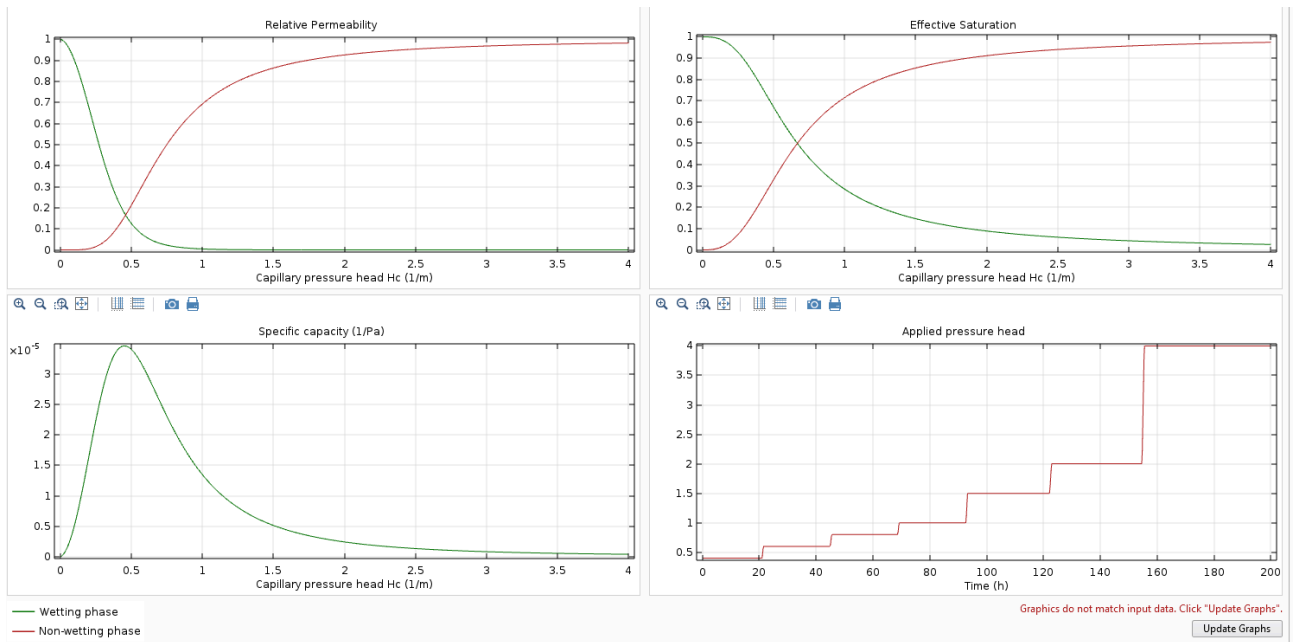 Relative Permeability
1
0.9
0.8
0.7
0.6
0.5
0.4
0.3
0.2
0.1
0
0 0.5 1 1.5 2 2.5 3 3.5 4
Capillary pressure head Hc (1/m)
Effective Saturation
1
0.9
0.8
0.7
0.6
0.5
0.4
0.3
0.2
0.1
0
0 0.5 1 1.5 2 2.5 3 3.5 4
Capillary pressure head Hc (1/m)
Specific capacity (1/Pa)
×10⁻⁵
3
2.5
2
1.5
1
0.5
0
0 0.5 1 1.5 2 2.5 3 3.5 4
Capillary pressure head Hc (1/m)
Applied pressure head
4
3.5
3
2.5
2
1.5
1
0.5
0 20 40 60 80 100 120 140 160 180 200
Time (h)
Wetting phase
Non-wetting phase
Graphics do not match input data. Click "Update Graphs".
Update Graphs